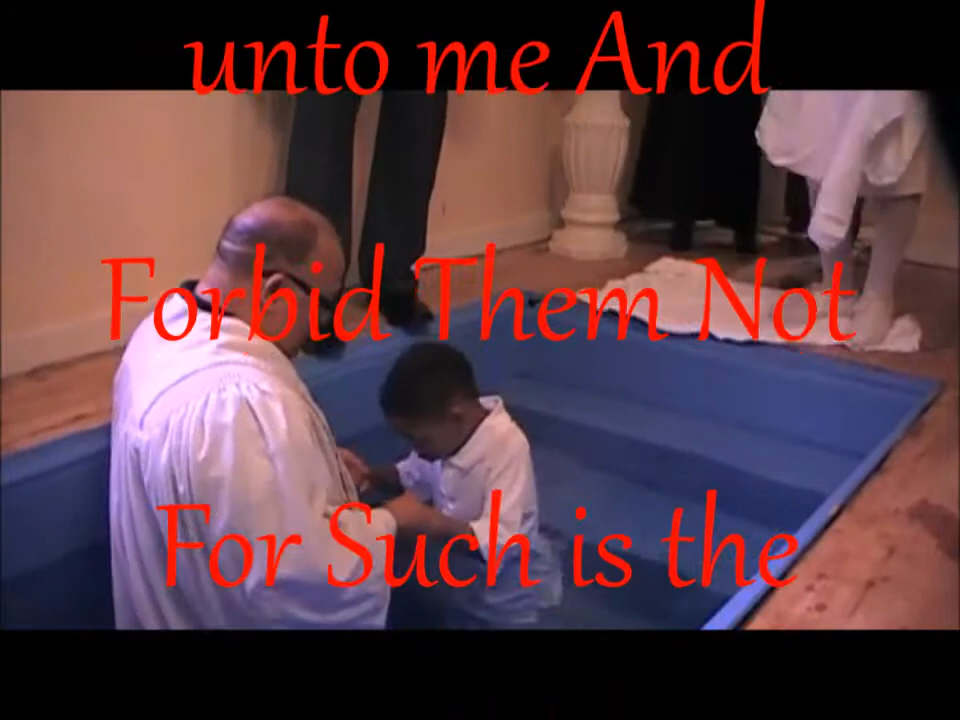 unto me And
Forbid Them Not
For Such is the